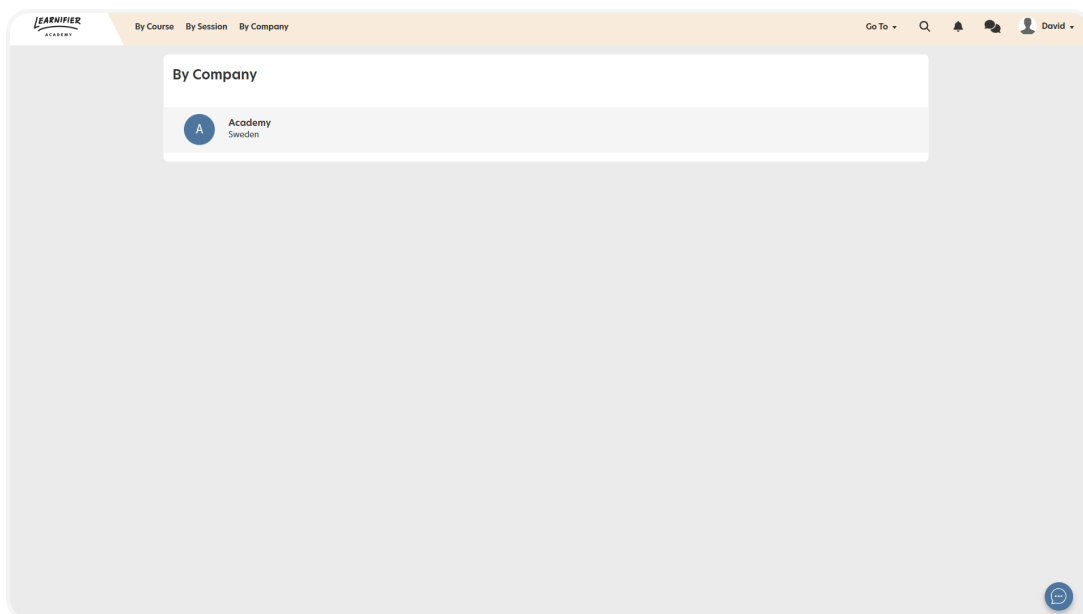 LEARNIFIER
ACADEMY
By Course By Session By Company
Go To
David
By Company
A
Academy
Sweden